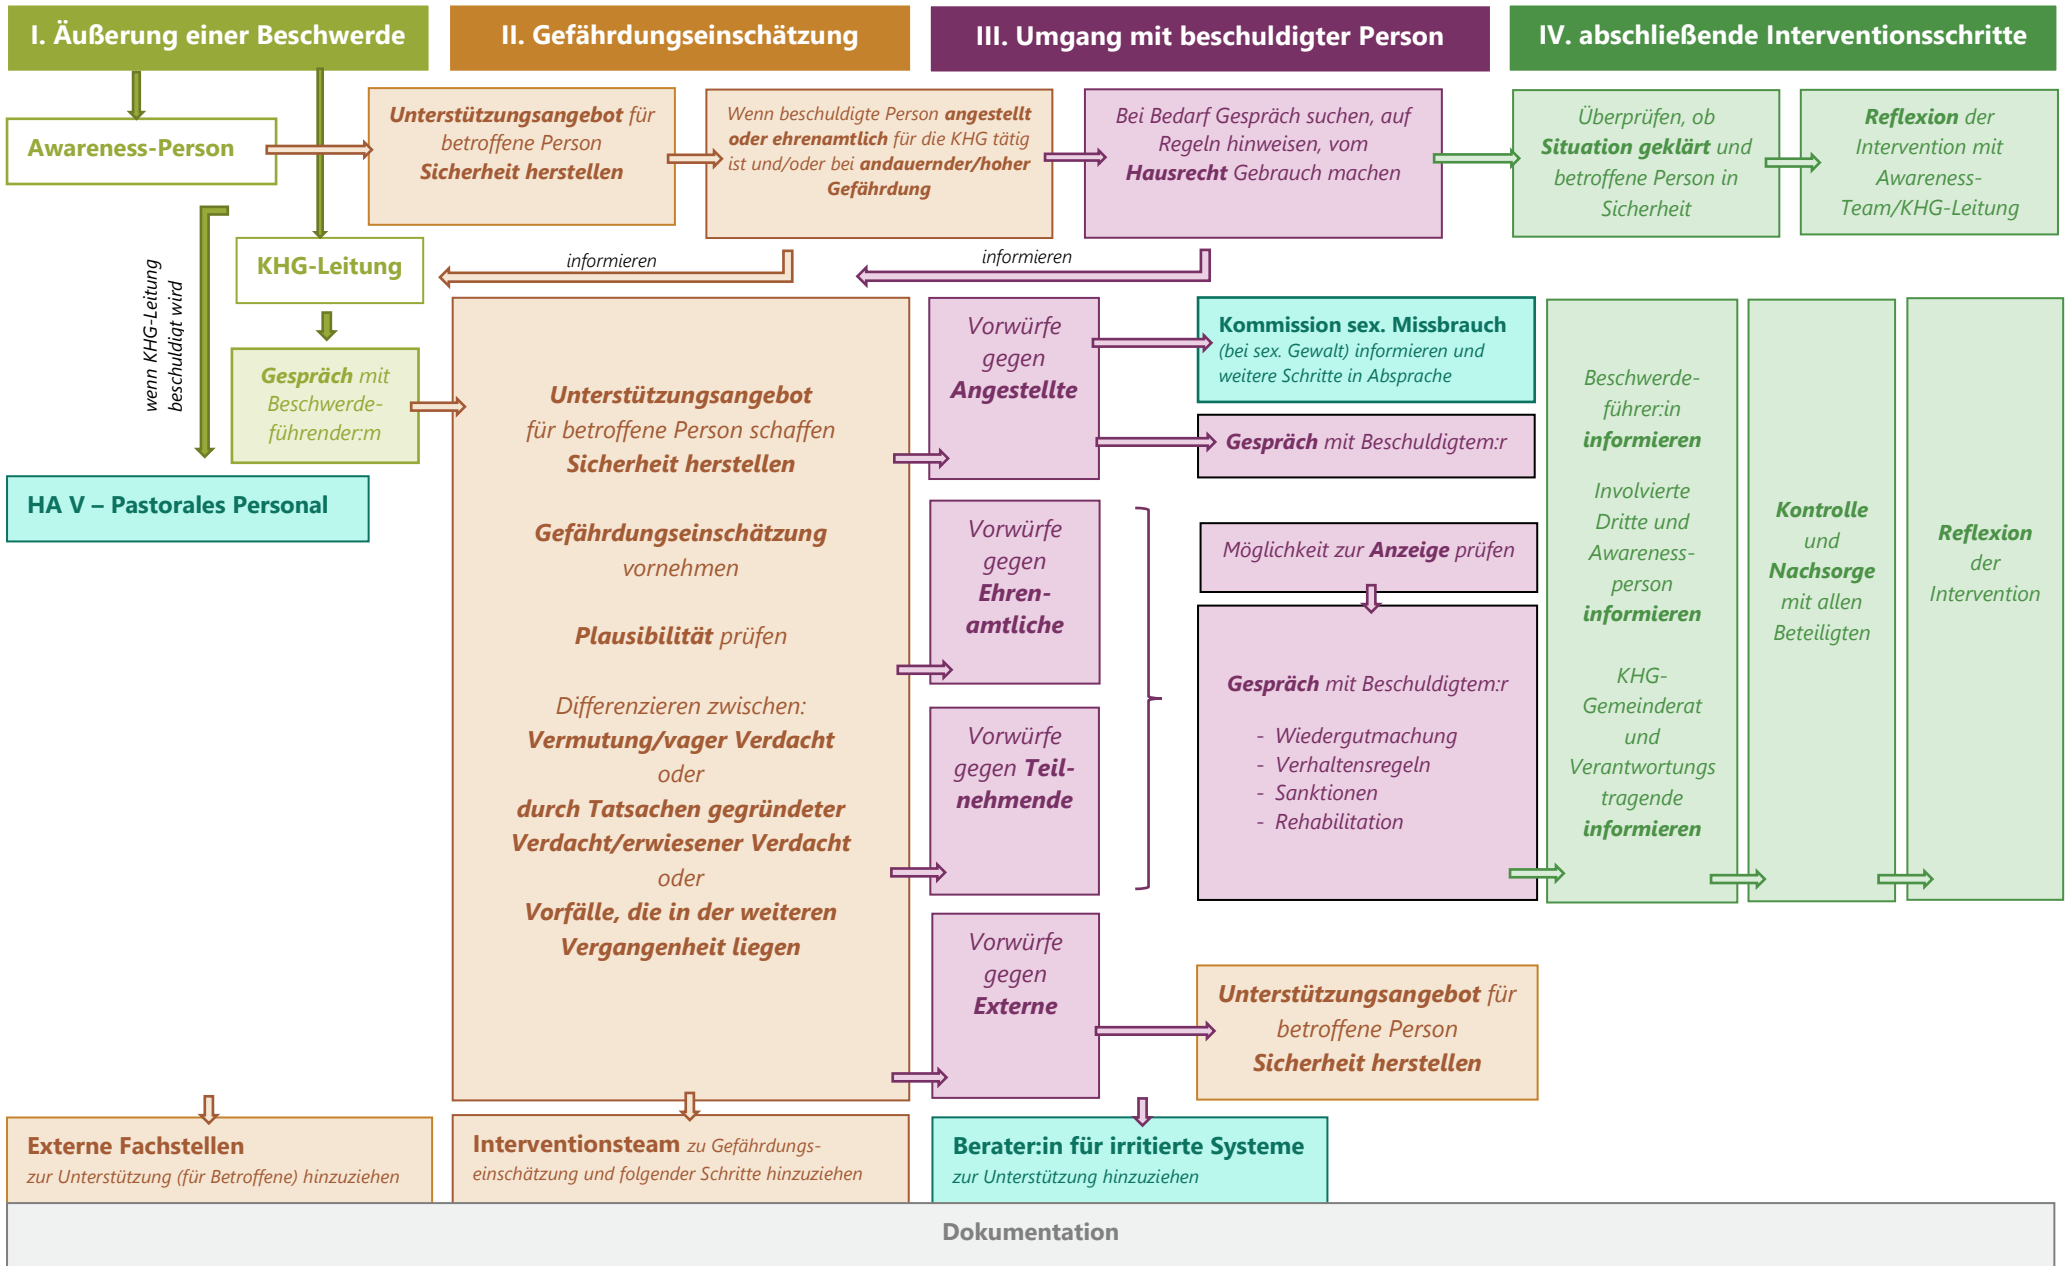 I. Äußerung einer Beschwerde
II. Gefährdungseinschätzung
III. Umgang mit beschuldigter Person
IV. abschließende Interventionsschritte
Awareness-Person
Unterstützungsangebot für
betroffene Person
Sicherheit herstellen
Wenn beschuldigte Person angestellt
oder ehrenamtlich für die KHG tätig
ist und/oder bei andauernder/hoher
Gefährdung
Bei Bedarf Gespräch suchen, auf
Regeln hinweisen, vom
Hausrecht Gebrauch machen
Überprüfen, ob
Situation geklärt und
betroffene Person in
Sicherheit
Reflexion der
Intervention mit
Awareness-
Team/KHG-Leitung
wenn KHG-Leitung
beschuldigt wird
KHG-Leitung
informieren
informieren
Gespräch mit
Beschwerde-
führender:m
HA V – Pastorales Personal
Unterstützungsangebot
für betroffene Person schaffen
Sicherheit herstellen
Gefährdungseinschätzung
vornehmen
Plausibilität prüfen
Differenzieren zwischen:
Vermutung/vager Verdacht
oder
durch Tatsachen gegründeter
Verdacht/erwiesener Verdacht
oder
Vorfälle, die in der weiteren
Vergangenheit liegen
Vorwürfe
gegen
Angestellte
Kommission sex. Missbrauch
(bei sex. Gewalt) informieren und
weitere Schritte in Absprache
Gespräch mit Beschuldigtem:r
Vorwürfe
gegen
Ehren-
amtliche
Vorwürfe
gegen Teil-
nehmende
Möglichkeit zur Anzeige prüfen
Gespräch mit Beschuldigtem:r
- Wiedergutmachung
- Verhaltensregeln
- Sanktionen
- Rehabilitation
Vorwürfe
gegen
Externe
Unterstützungsangebot für
betroffene Person
Sicherheit herstellen
Beschwerde-
führer:in
informieren
Involvierte
Dritte und
Awareness-
person
informieren
KHG-
Gemeinderat
und
Verantwortungs
tragende
informieren
Kontrolle
und
Nachsorge
mit allen
Beteiligten
Reflexion
der
Intervention
Externe Fachstellen
zur Unterstützung (für Betroffene) hinzuziehen
Interventionsteam zu Gefährdungs-
einschätzung und folgender Schritte hinzuziehen
Berater:in für irritierte Systeme
zur Unterstützung hinzuziehen
Dokumentation